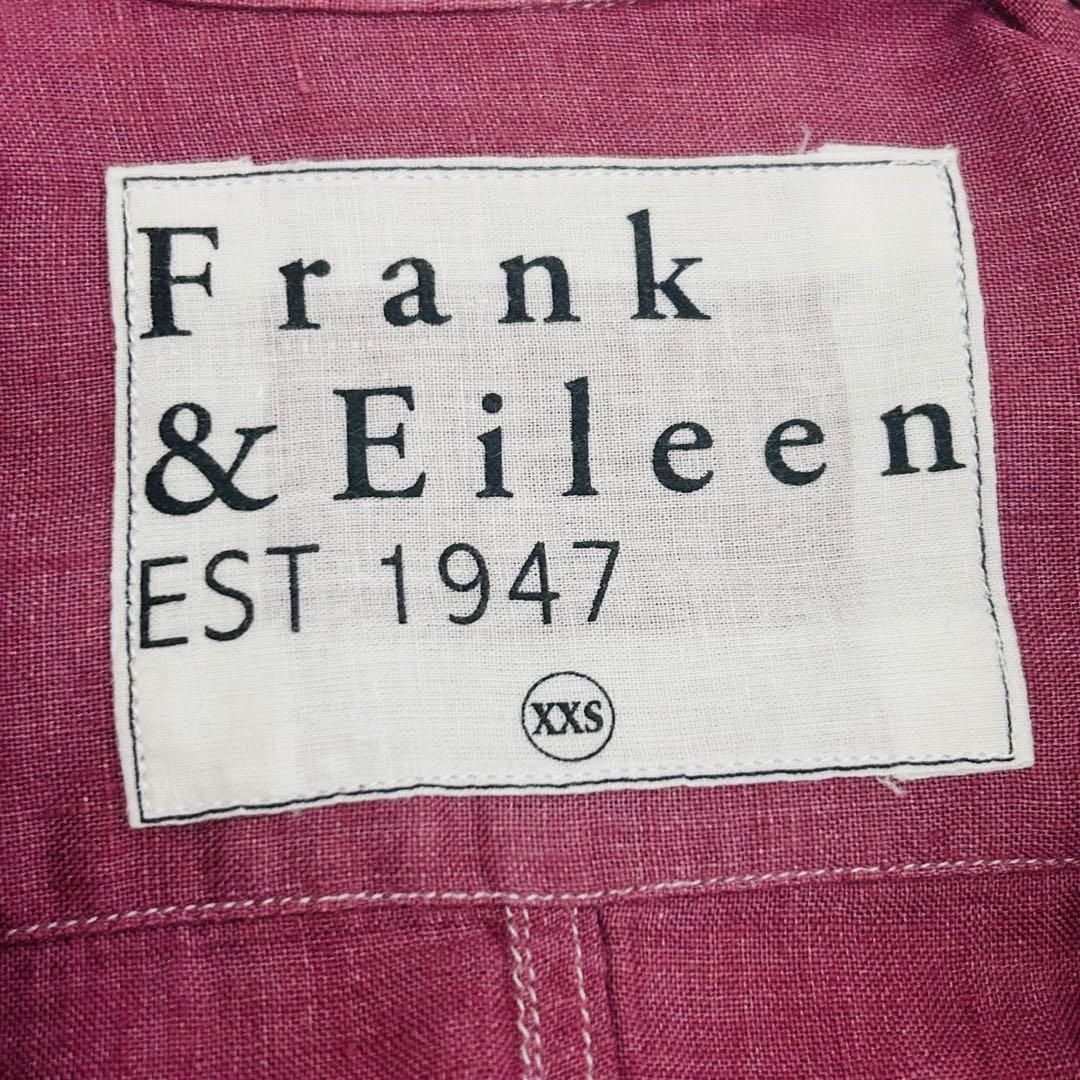 Frank
& Eileen
EST 1947
XXS